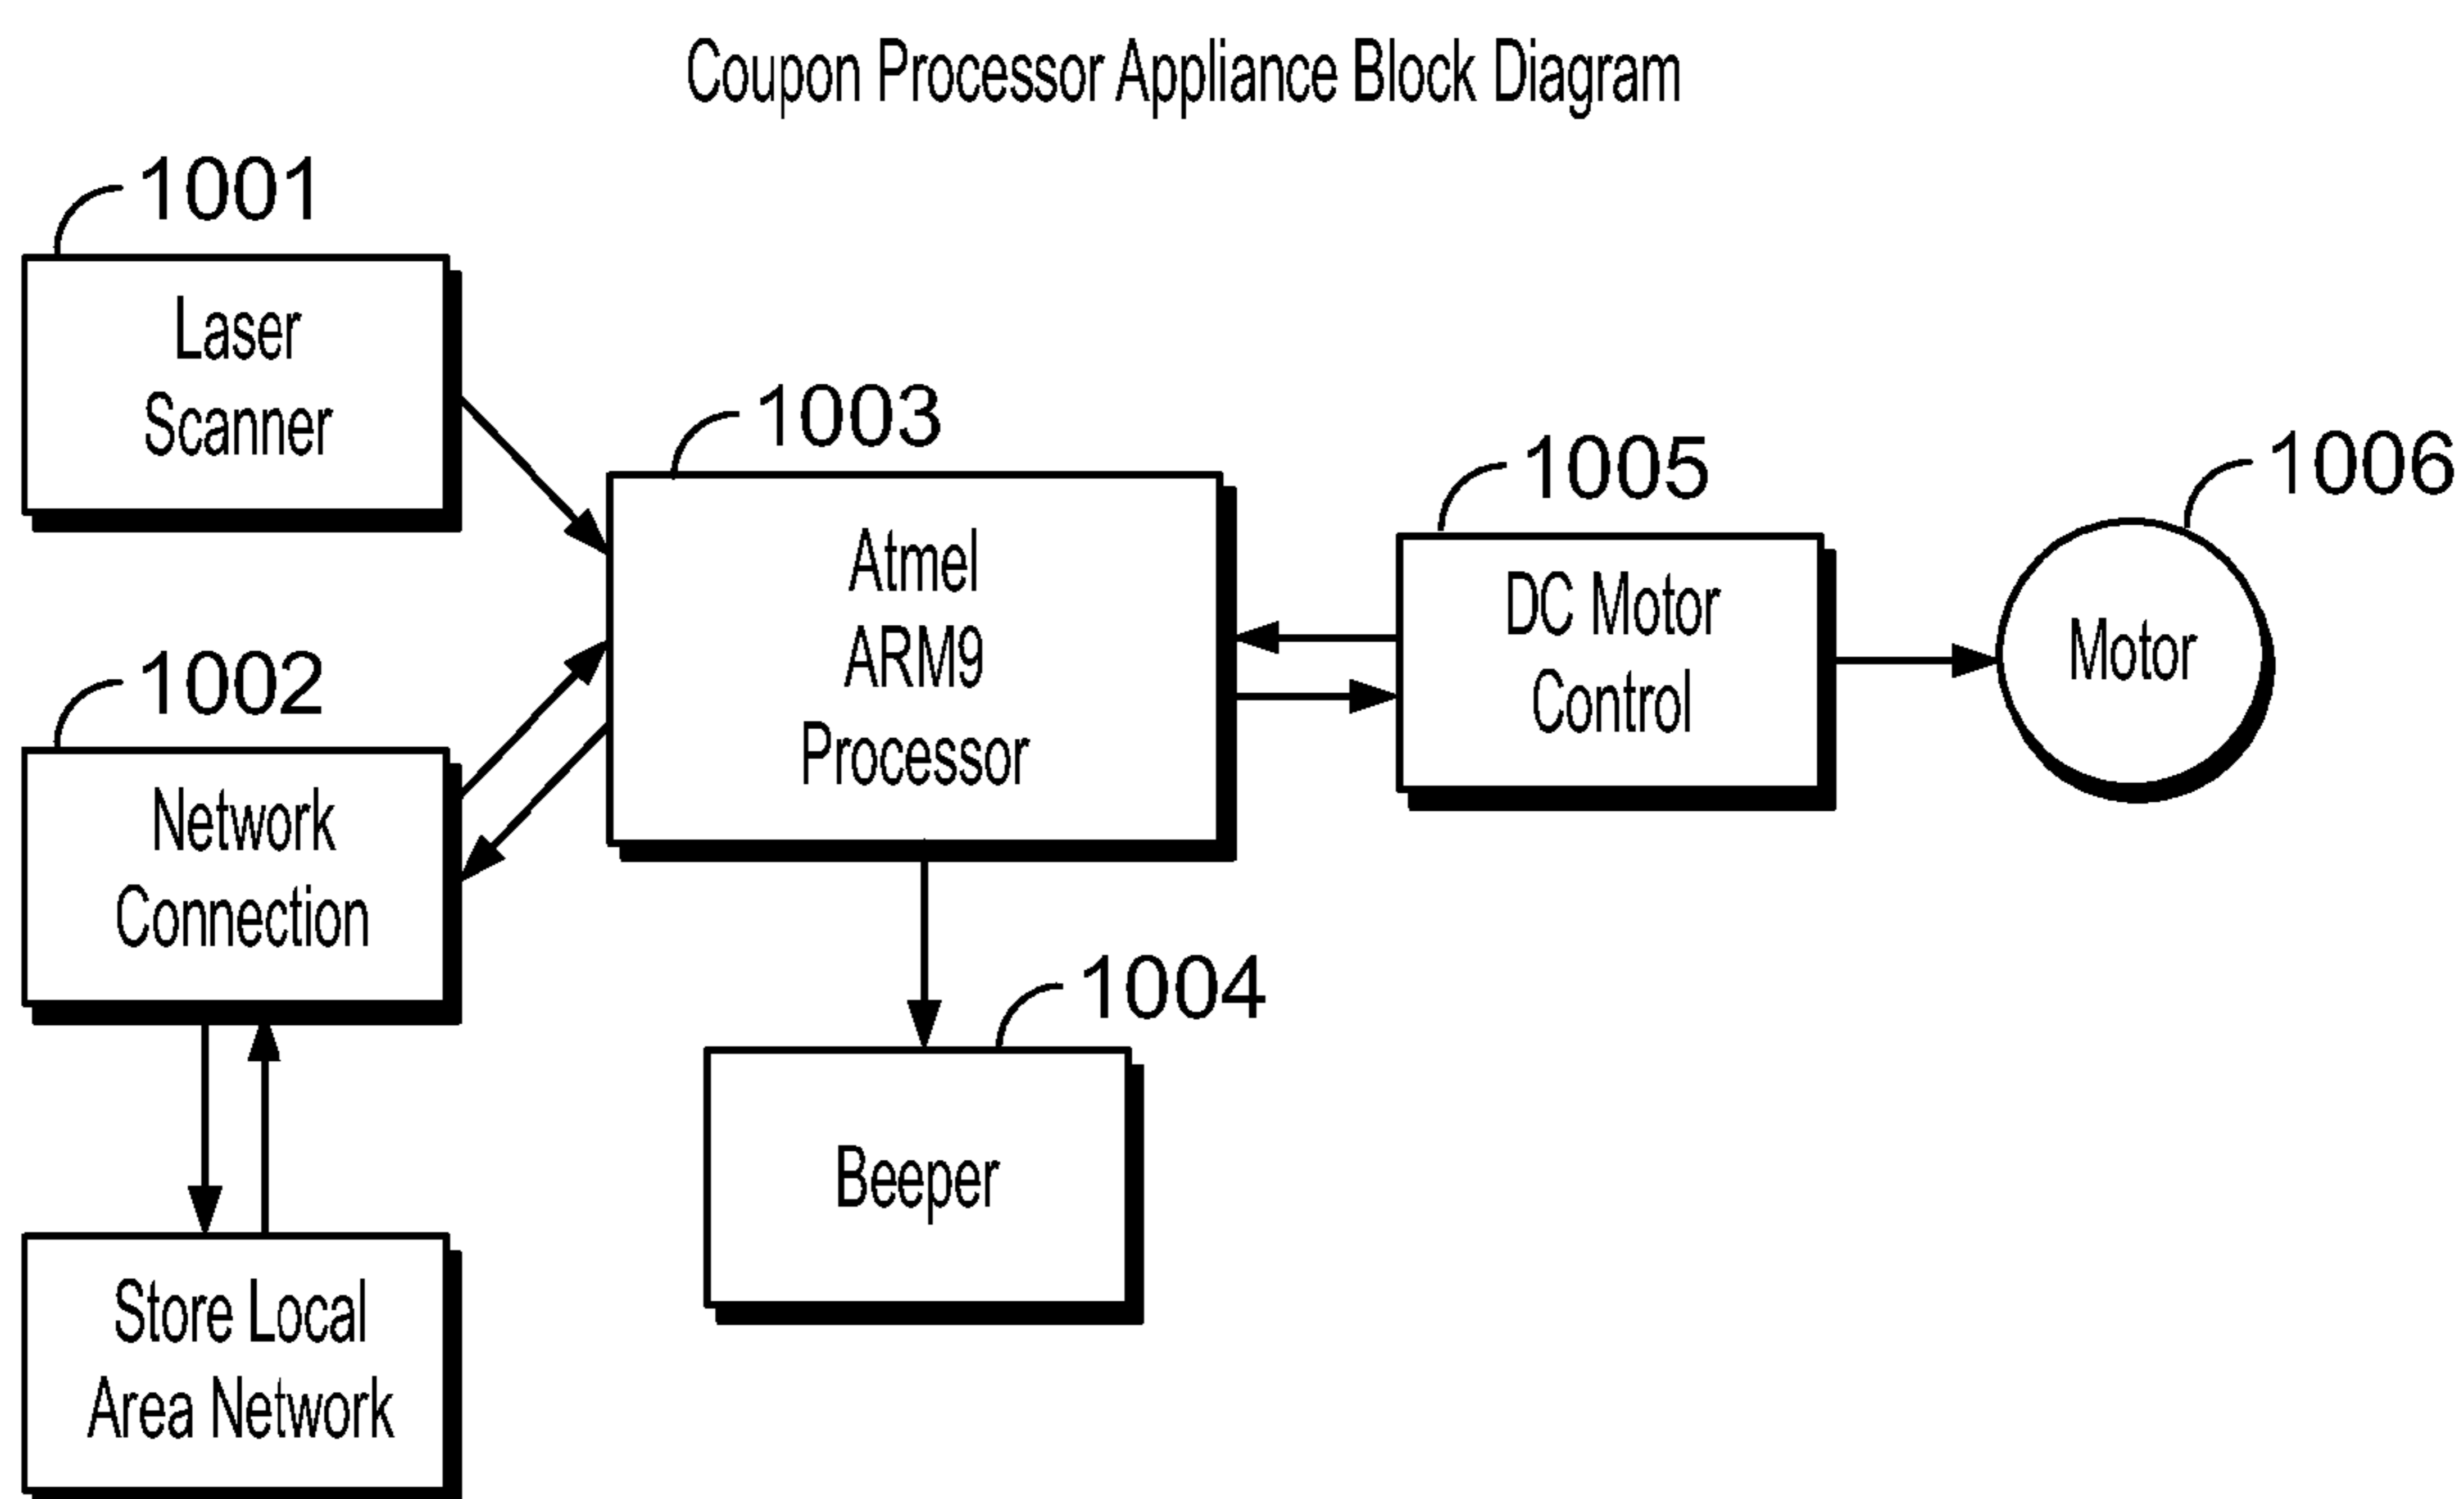 Coupon Processor Appliance Block Diagram
1001
Laser
Scanner
1003
Atmel
ARM9
Processor
1005
DC Motor
Control
1006
Motor
1002
Network
Connection
1004
Beeper
Store Local
Area Network